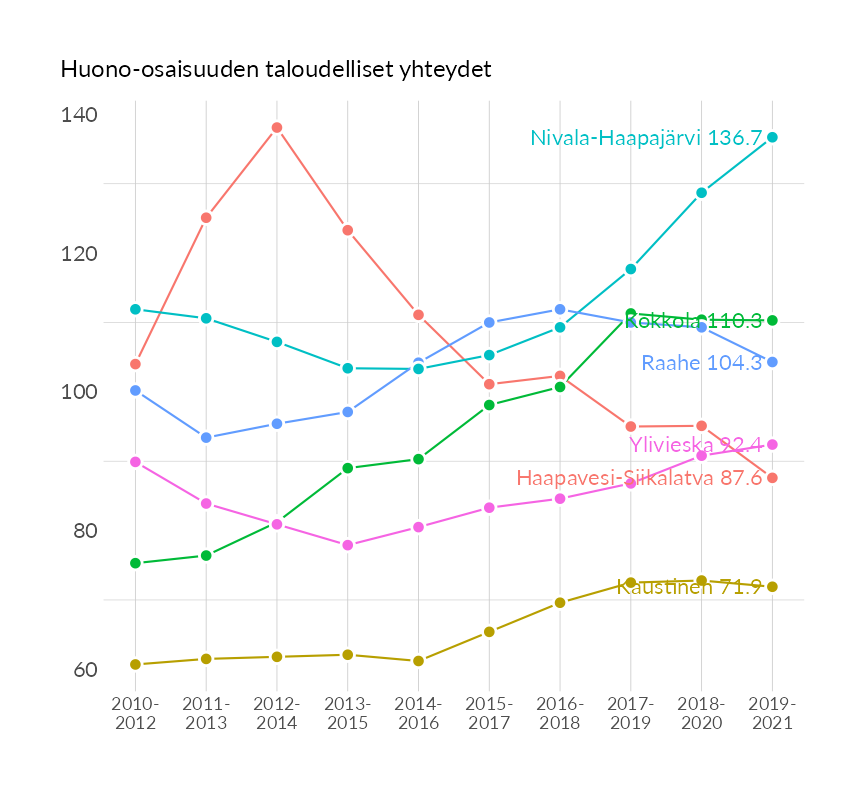 Huono-osaisuuden taloudelliset yhteydet
140
Nivala-Haapajärvi 136.7
120
Kokkola 110.3
Raahe 104.3
100
Ylivieska 92.4
Haapavesi-Siikalatva 87.6
80
Kaustinen 71.9
60
2010- 2011- 2012- 2013- 2014- 2015- 2016- 2017- 2018- 2019-
2012 2013 2014 2015 2016 2017 2018 2019 2020 2021